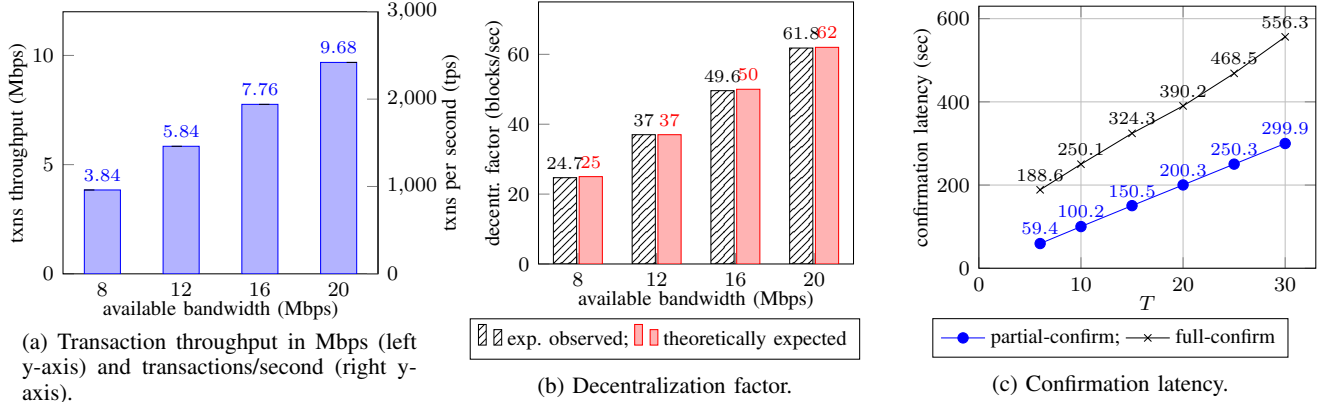 txns throughput (Mbps)
10
5
0
3.84
5.84
7.76
9.68
3,000
2,000
1,000
0
txns per second (tps)
8 12 16 20
available bandwidth (Mbps)
(a) Transaction throughput in Mbps (left
y-axis) and transactions/second (right y-
axis).
decentr. factor (blocks/sec)
60
40
20
0
24.7 25
37 37
49.6 50
61.8 62
8 12 16 20
available bandwidth (Mbps)
exp. observed; theoretically expected
(b) Decentralization factor.
confirmation latency (sec)
600
400
200
0
188.6
250.1
324.3
390.2
468.5
556.3
59.4
100.2
150.5
200.3
250.3
299.9
0 10 20 30
T
partial-confirm; full-confirm
(c) Confirmation latency.